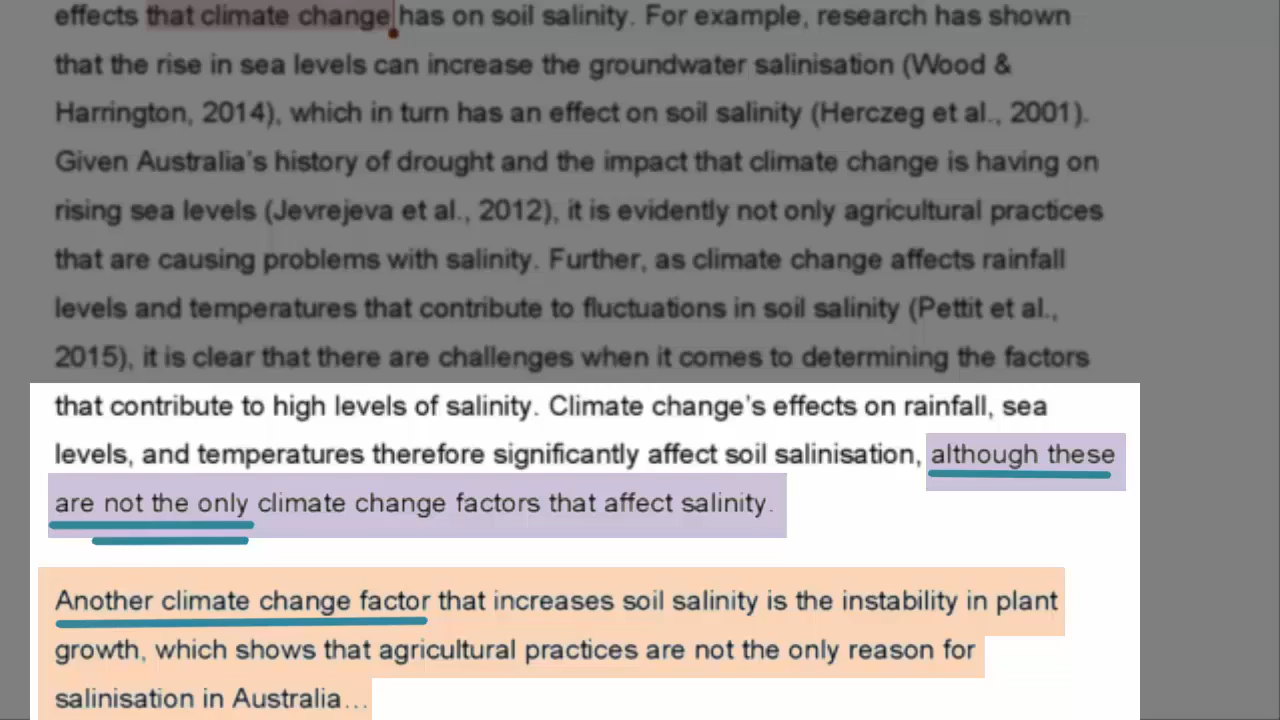 effects that climate change has on soil salinity. For example, research has shown
that the rise in sea levels can increase the groundwater salinisation (Wood &
Harrington, 2014), which in turn has an effect on soil salinity (Herczeg et al., 2001).
Given Australia's history of drought and the impact that climate change is having on
rising sea levels (Jevrejeva et al., 2012), it is evidently not only agricultural practices
that are causing problems with salinity. Further, as climate change affects rainfall
levels and temperatures that contribute to fluctuations in soil salinity (Pettit et al.,
2015), it is clear that there are challenges when it comes to determining the factors
that contribute to high levels of salinity. Climate change's effects on rainfall, sea
levels, and temperatures therefore significantly affect soil salinisation, although these
are not the only climate change factors that affect salinity.
Another climate change factor that increases soil salinity is the instability in plant
growth, which shows that agricultural practices are not the only reason for
salinisation in Australia...